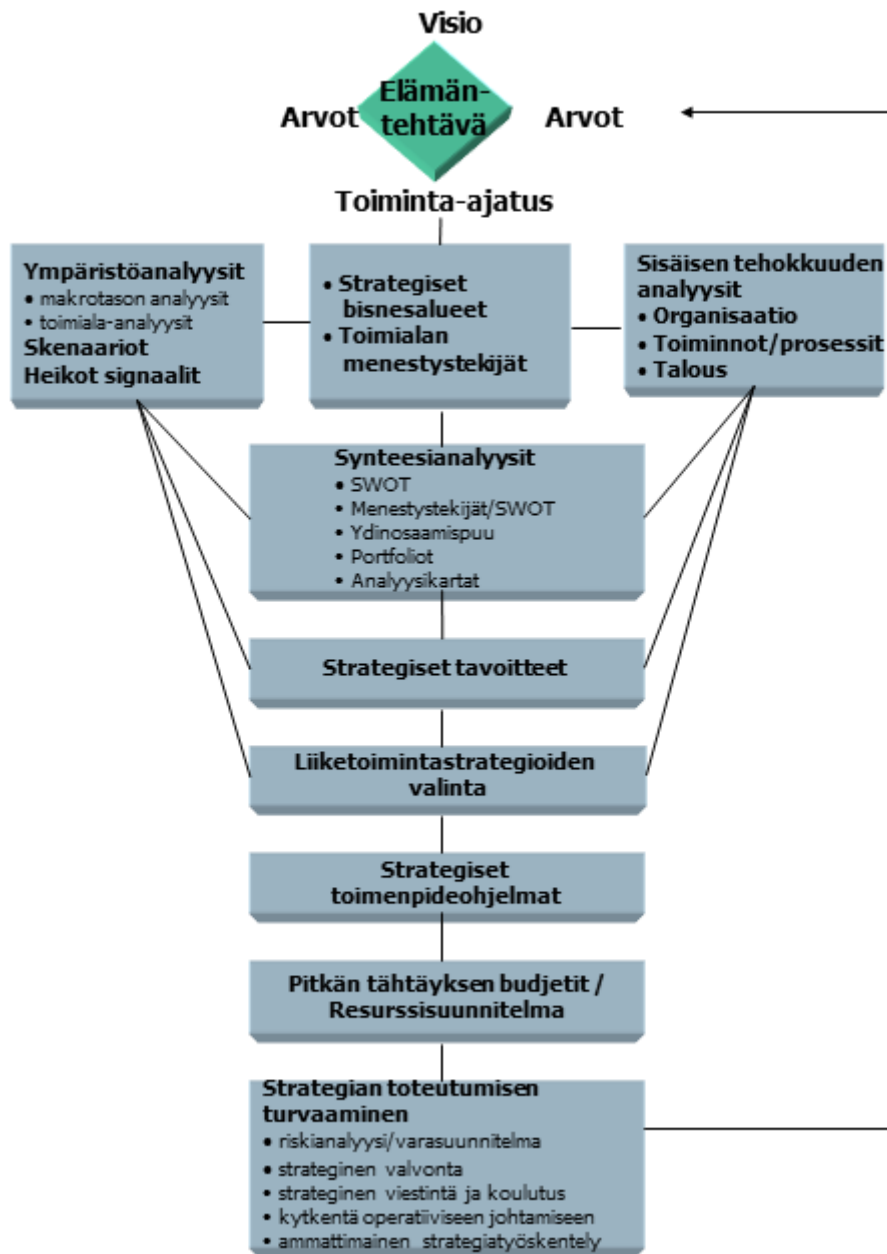 Visio
Elämän-
Arvot tehtävä Arvot
Toiminta-ajatus
Ympäristöanalyysit
• makrotason analyysit
• toimiala-analyysit
Skenaariot
Heikot signaalit
• Strategiset
bisnesalueet
• Toimialan
menestystekijät
Sisäisen tehokkuuden
analyysit
• Organisaatio
• Toiminnot/prosessit
• Talous
Synteesianalyysit
• SWOT
• Menestystekijät/SWOT
• Ydinosaamispuu
• Portfoliot
• Analyysikartat
Strategiset tavoitteet
Liiketoimintastrategioiden
valinta
Strategiset
toimenpideohjelmat
Pitkän tähtäyksen budjetit /
Resurssisuunnitelma
Strategian toteutumisen
turvaaminen
• riskianalyysi/varasuunnitelma
• strateginen valvonta
• strateginen viestintä ja koulutus
• kytkentä operatiiviseen johtamiseen
• ammattimainen strategiatyöskentely